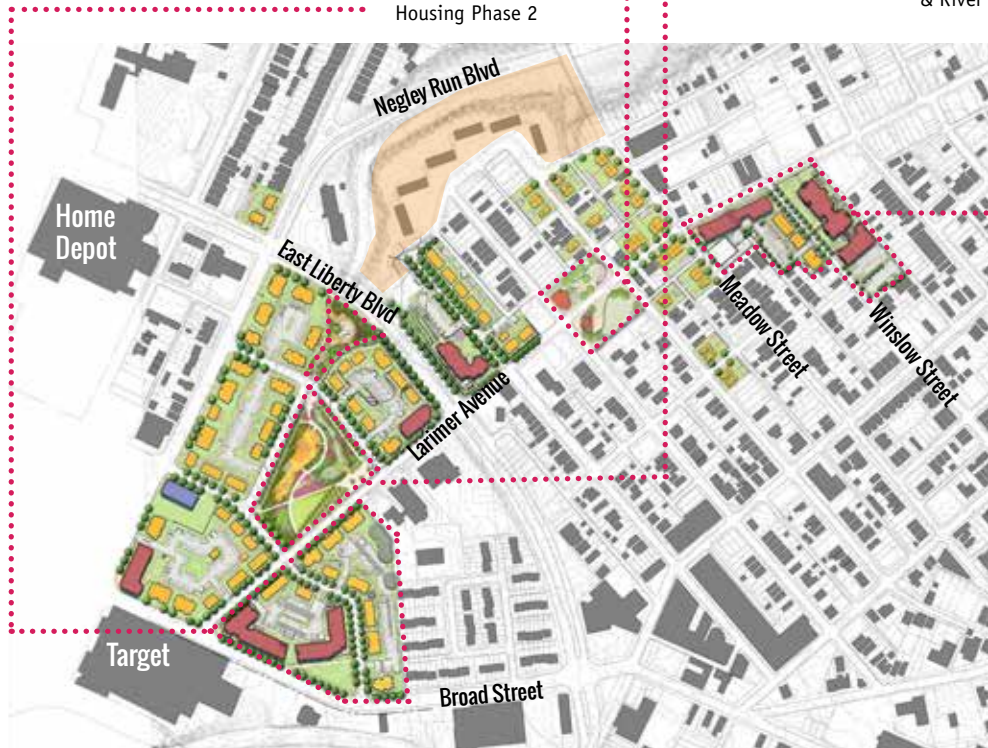 Housing Phase 2
& River
Negley Run Blvd
Home
Depot
East Liberty Blvd
Meadow Street
Winslow Street
Larimer Avenue
Target
Broad Street